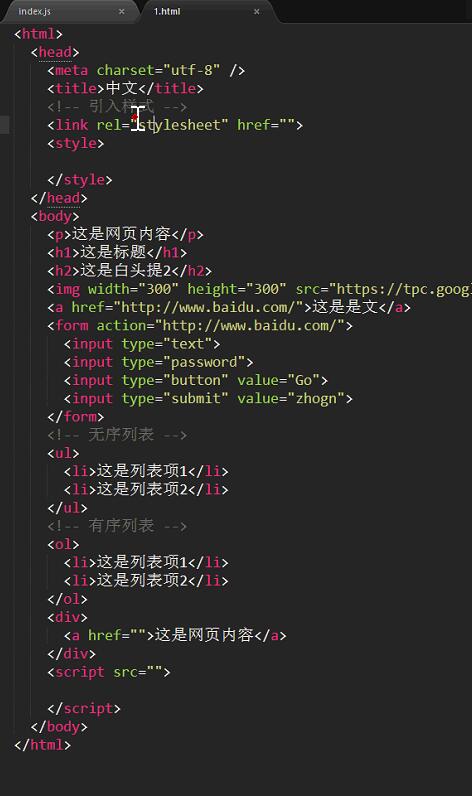 index.js × 1.html ×
<html>
<head>
<meta charset="utf-8" />
<title>中文</title>
<!-- 引入样式 -->
<link rel="stylesheet" href="">
<style>
</style>
</head>
<body>
<p>这是网页内容</p>
<h1>这是标题</h1>
<h2>这是白头提2</h2>
<img width="300" height="300" src="https://tpc.googl
<a href="http://www.baidu.com/">这是是文</a>
<form action="http://www.baidu.com/">
<input type="text">
<input type="password">
<input type="button" value="Go">
<input type="submit" value="zhogn">
</form>
<!-- 无序列表 -->
<ul>
<li>这是列表项1</li>
<li>这是列表项2</li>
</ul>
<!-- 有序列表 -->
<ol>
<li>这是列表项1</li>
<li>这是列表项2</li>
</ol>
<div>
<a href="">这是网页内容</a>
</div>
<script src="">
</script>
</body>
</html>